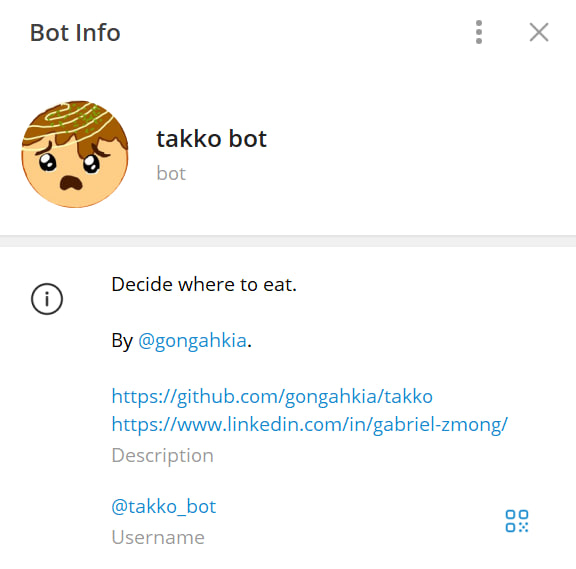 Bot Info
takko bot
bot
Decide where to eat.
By @gongahkia.
https://github.com/gongahkia/takko
https://www.linkedin.com/in/gabriel-zmong/
Description
@takko_bot
Username